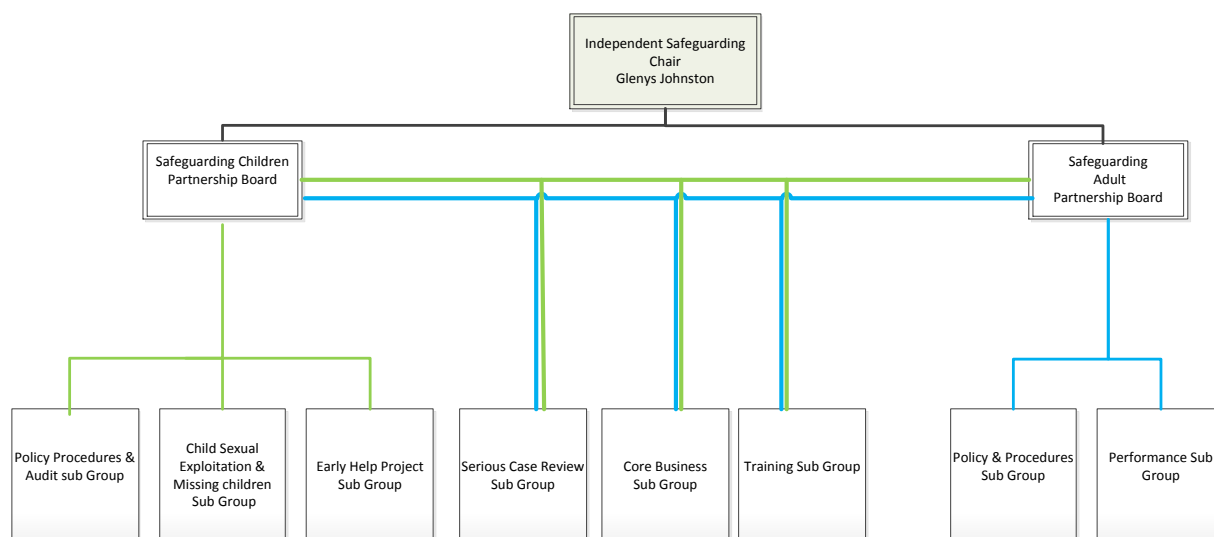 Independent Safeguarding
Chair
Glenys Johnston
Safeguarding Children
Partnership Board
Safeguarding
Adult
Partnership Board
Policy Procedures &
Audit sub Group
Child Sexual
Exploitation &
Missing children
Sub Group
Early Help Project
Sub Group
Serious Case Review
Sub Group
Core Business
Sub Group
Training Sub Group
Policy & Procedures
Sub Group
Performance Sub
Group